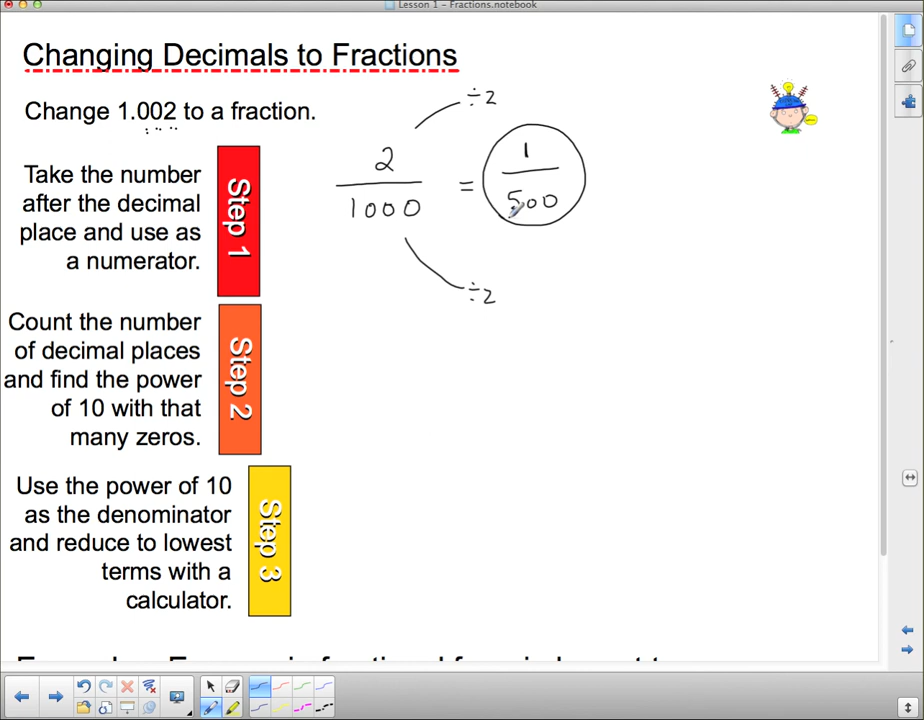 Lesson 1 – Fractions.notebook
Changing Decimals to Fractions
Change 1.002 to a fraction.
÷2
2
1000
=
1
500
÷2
Take the number
after the decimal
place and use as
a numerator.
Step 1
Count the number
of decimal places
and find the power
of 10 with that
many zeros.
Step 2
Use the power of 10
as the denominator
and reduce to lowest
terms with a
calculator.
Step 3